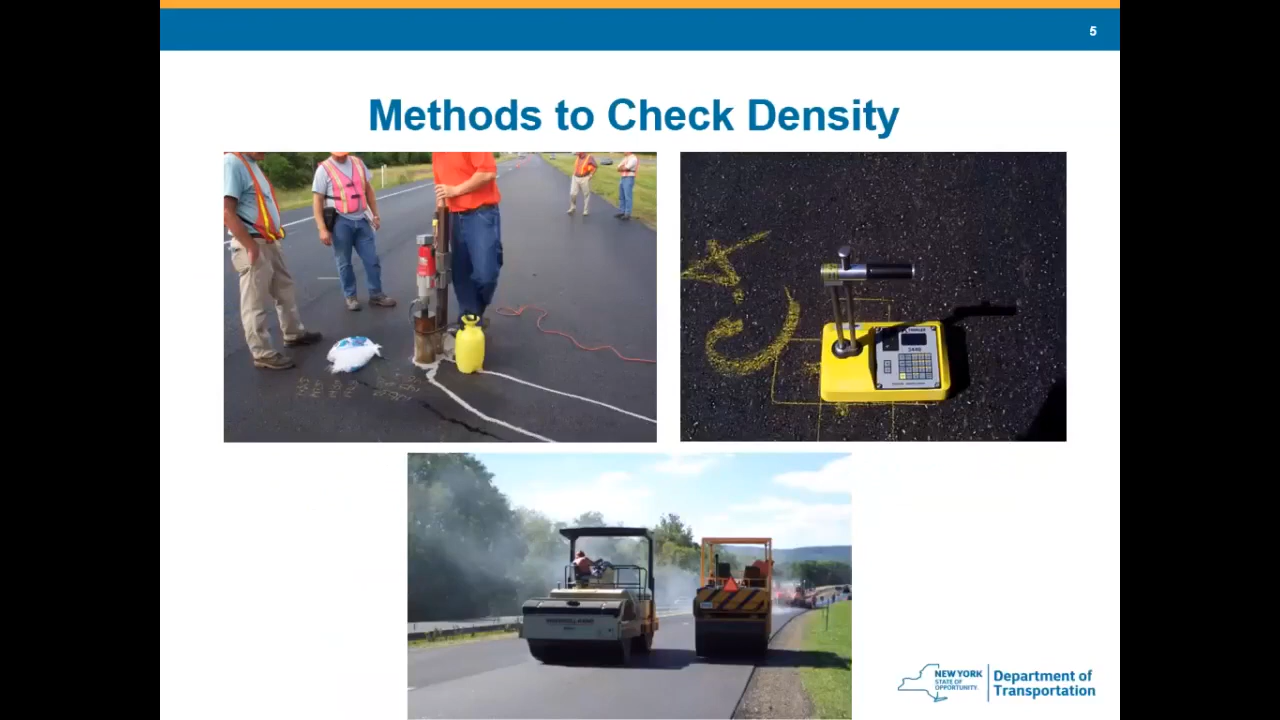 5
Methods to Check Density
NEW YORK
STATE OF
OPPORTUNITY.
Department of
Transportation